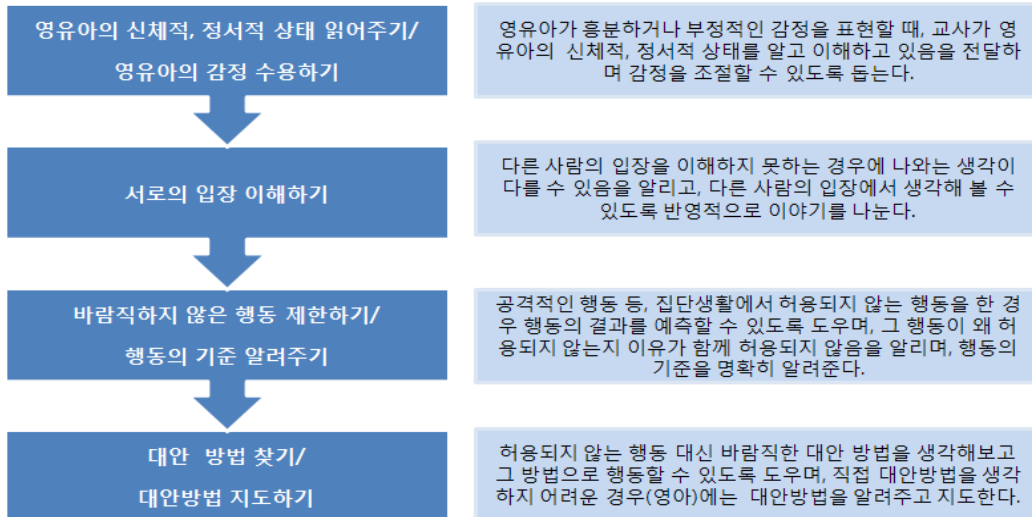 영유아의 신체적, 정서적 상태 읽어주기/
영유아의 감정 수용하기
영유아가 흥분하거나 부정적인 감정을 표현할 때, 교사가 영
유아의 신체적, 정서적 상태를 알고 이해하고 있음을 전달하
며 감정을 조절할 수 있도록 돕는다.
서로의 입장 이해하기
다른 사람의 입장을 이해하지 못하는 경우에 나와는 생각이
다를 수 있음을 알리고, 다른 사람의 입장에서 생각해 볼 수
있도록 반영적으로 이야기를 나눈다.
바람직하지 않은 행동 제한하기/
행동의 기준 알려주기
공격적인 행동 등, 집단생활에서 허용되지 않는 행동을 한 경
우 행동의 결과를 예측할 수 있도록 도우며, 그 행동이 왜 허
용되지 않는지 이유가 함께 허용되지 않음을 알리며, 행동의
기준을 명확히 알려준다.
대안 방법 찾기/
대안방법 지도하기
허용되지 않는 행동 대신 바람직한 대안 방법을 생각해보고
그 방법으로 행동할 수 있도록 도우며, 직접 대안방법을 생각
하지 어려운 경우(영아)에는 대안방법을 알려주고 지도한다.